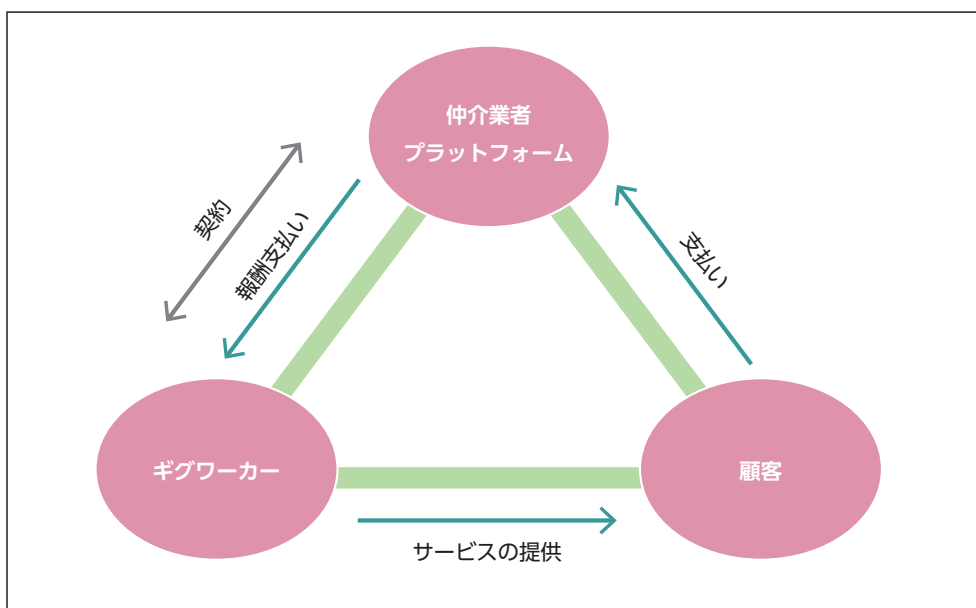 仲介業者
プラットフォーム
契約
報酬支払い
支払い
ギグワーカー
顧客
サービスの提供